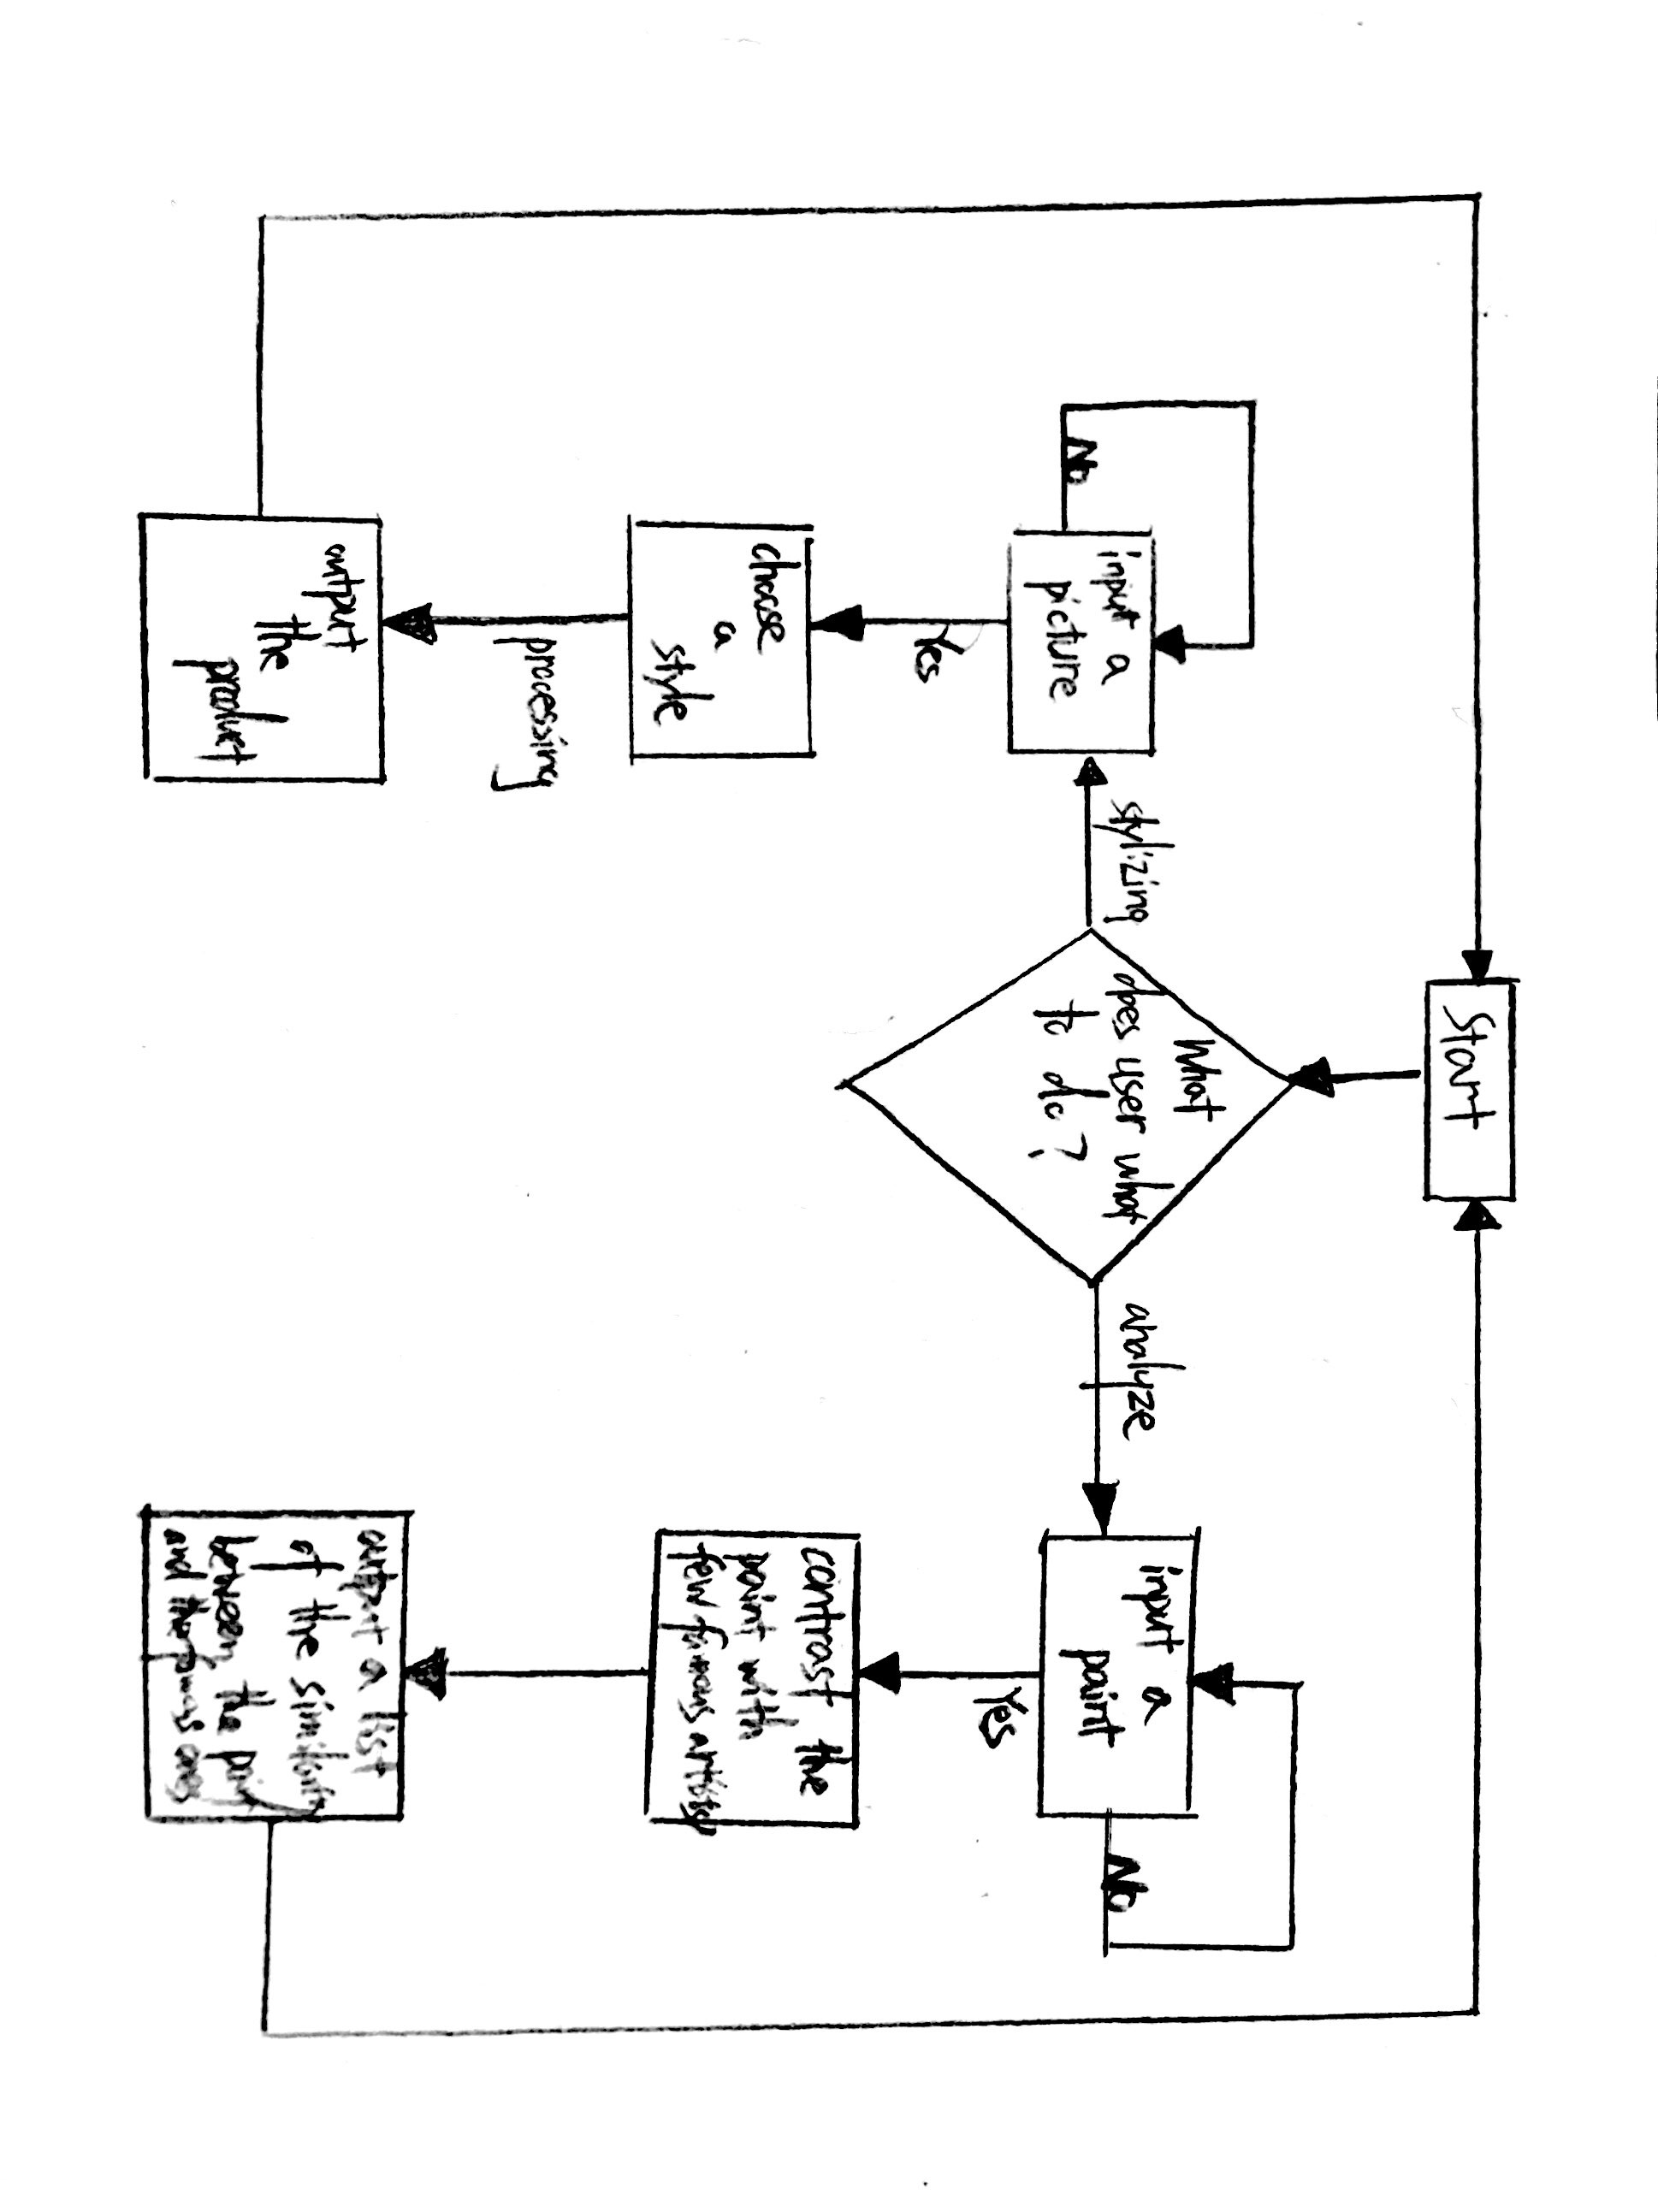 Start
What
does user what
to do?
stylizing
analyze
input a
picture
No
Yes
choose
a
style
processing
output
the
product
input a
paint
No
Yes
contrast the
paint with
few famous artists
output a list
of the similarity
between the paint
and the famous ones